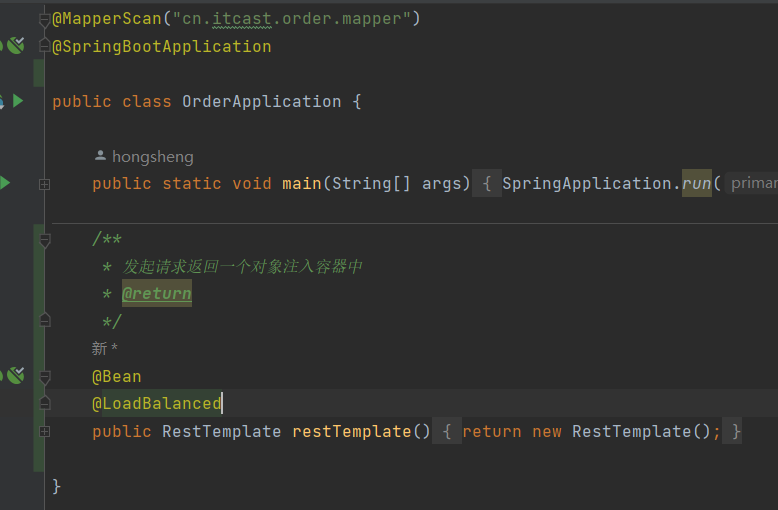 @MapperScan("cn.itcast.order.mapper")
@SpringBootApplication
public class OrderApplication {
hongsheng
public static void main(String[] args) { SpringApplication.run(
/**
* 发起请求返回一个对象注入容器中
* @return
*/
新 *
@Bean
@LoadBalanced
public RestTemplate restTemplate() { return new RestTemplate(); }
}